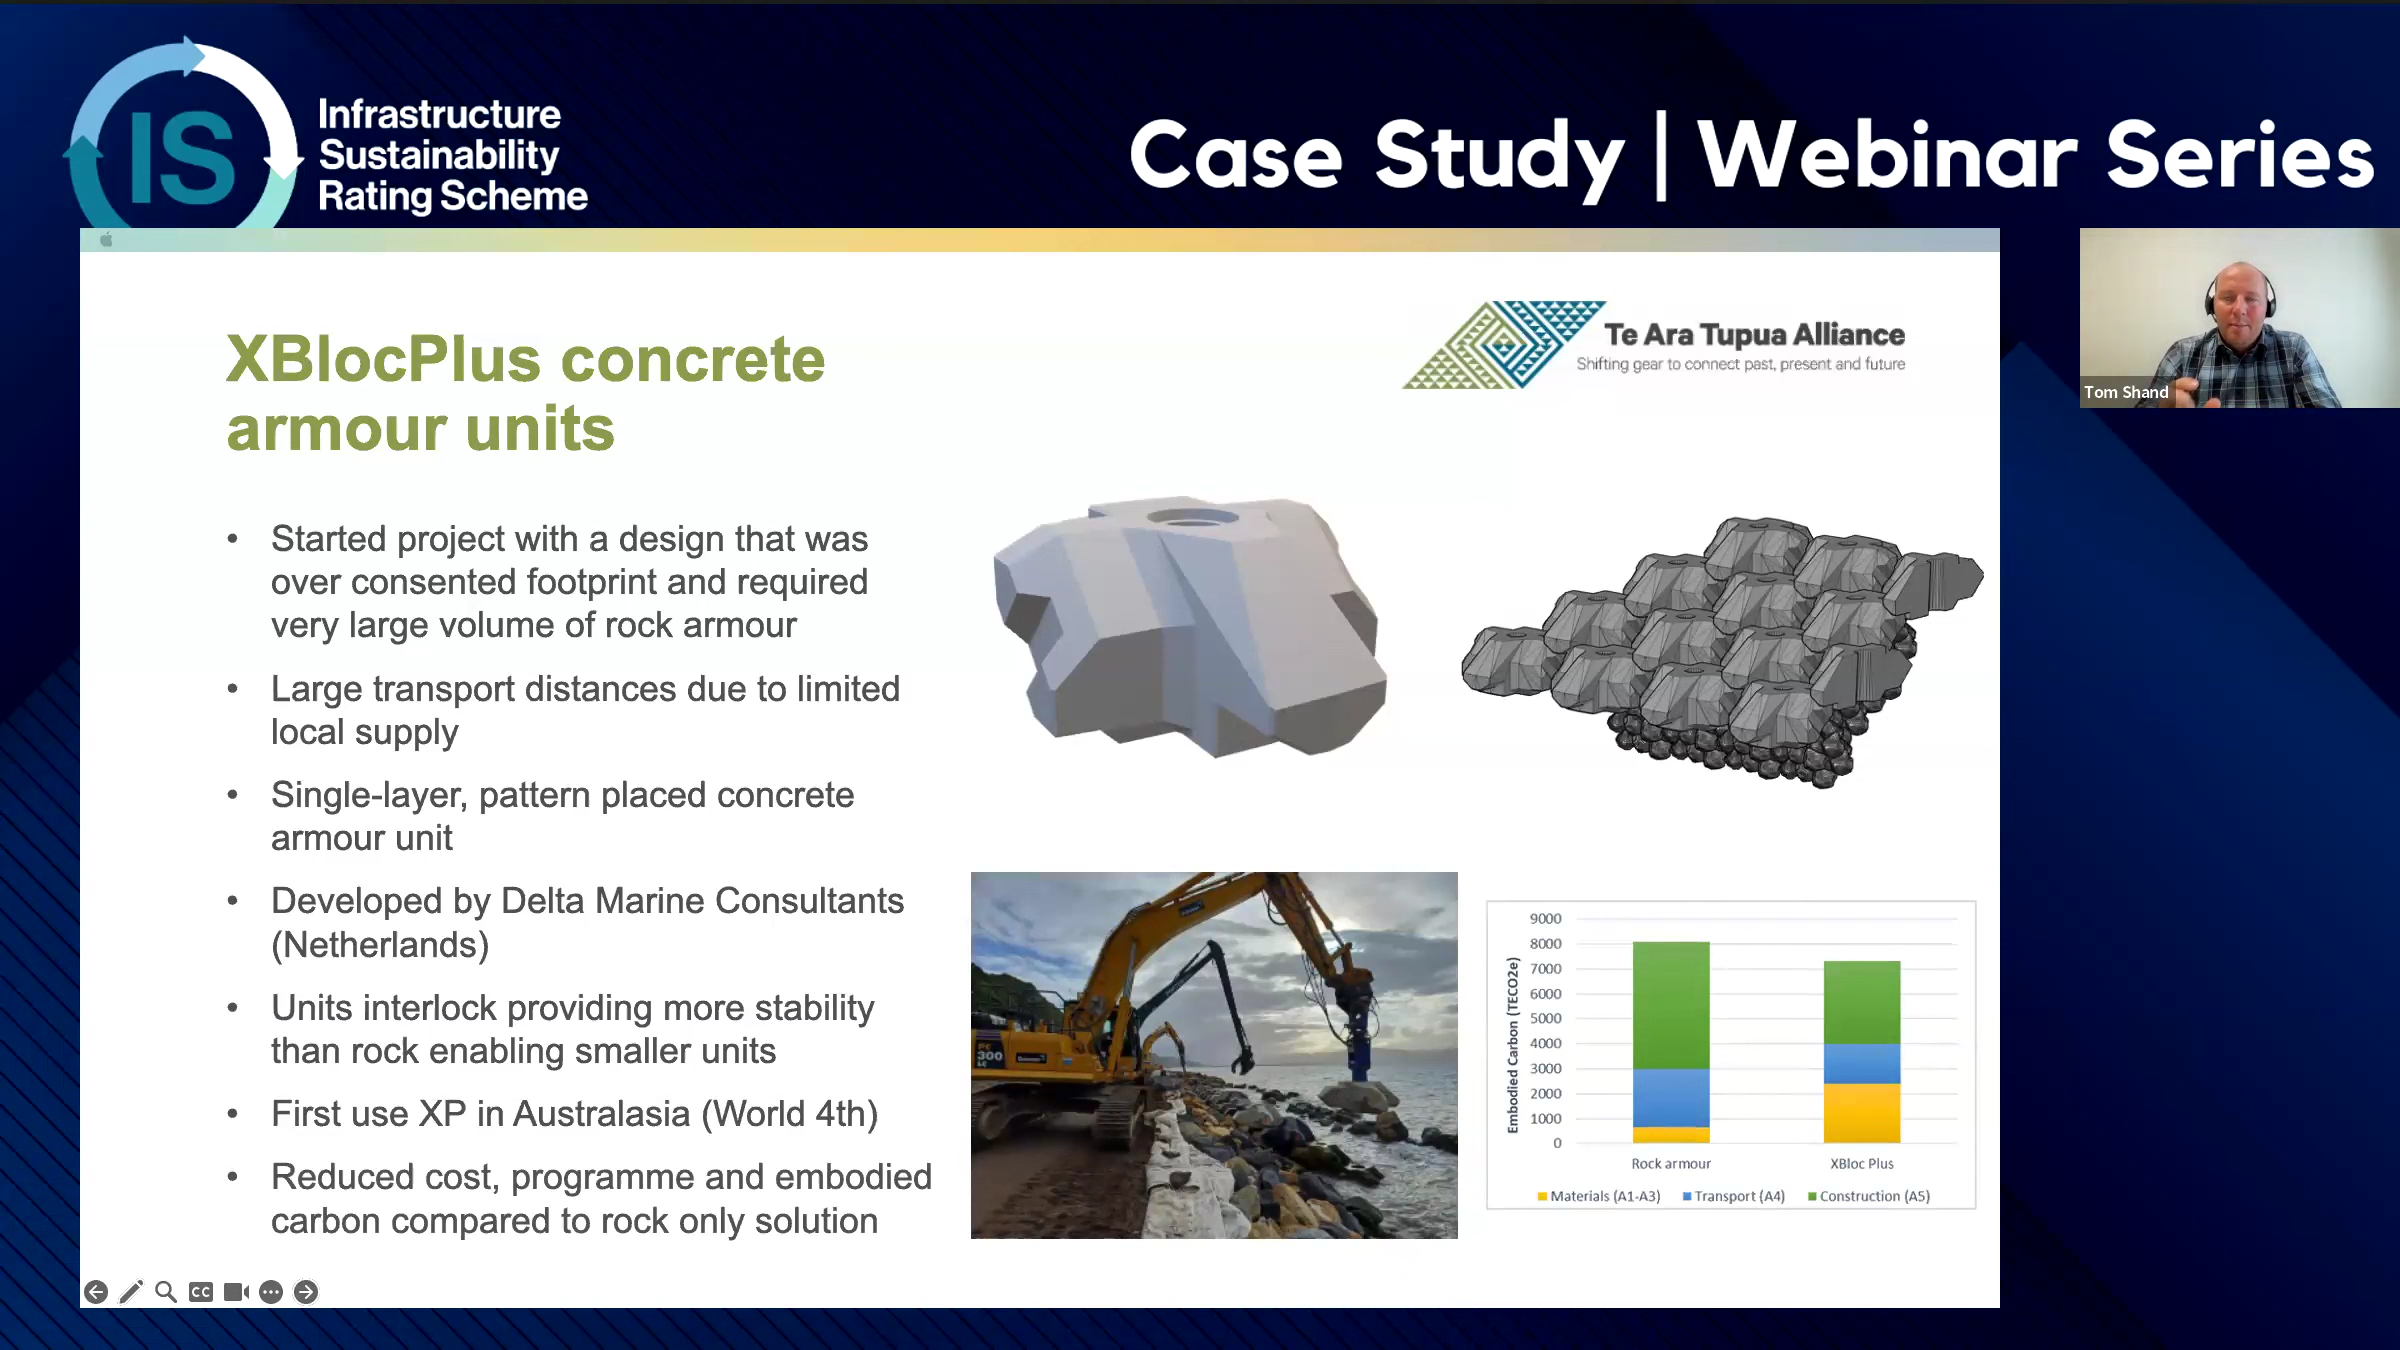 IS
Infrastructure
Sustainability
Rating Scheme
Case Study | Webinar Series
Tom Shand
Te Ara Tupua Alliance
Shifting gear to connect past, present and future
XBlocPlus concrete
armour units
• Started project with a design that was
over consented footprint and required
very large volume of rock armour
• Large transport distances due to limited
local supply
• Single-layer, pattern placed concrete
armour unit
• Developed by Delta Marine Consultants
(Netherlands)
• Units interlock providing more stability
than rock enabling smaller units
• First use XP in Australasia (World 4th)
• Reduced cost, programme and embodied
carbon compared to rock only solution
300
Embodied Carbon (TECO2e)
9000
8000
7000
6000
5000
4000
3000
2000
1000
0
Rock armour
XBloc Plus
Materials (A1-A3)
Transport (A4)
Construction (A5)
CC